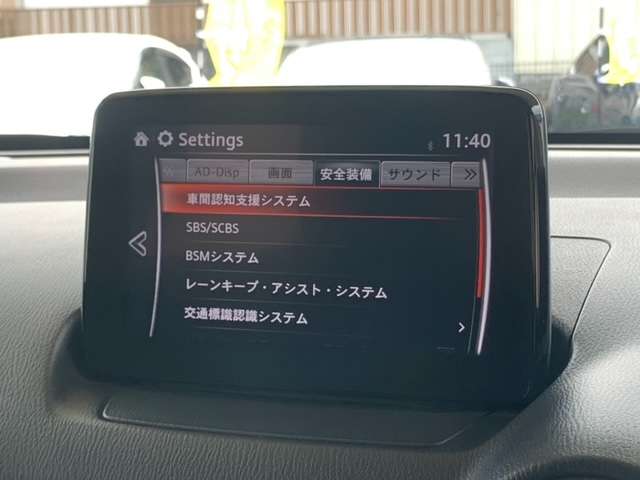 Settings
11:40
AD-Disp 画面 安全装備 サウンド
車間認知支援システム
SBS/SCBS
BSMシステム
レーンキープ・アシスト・システム
交通標識認識システム